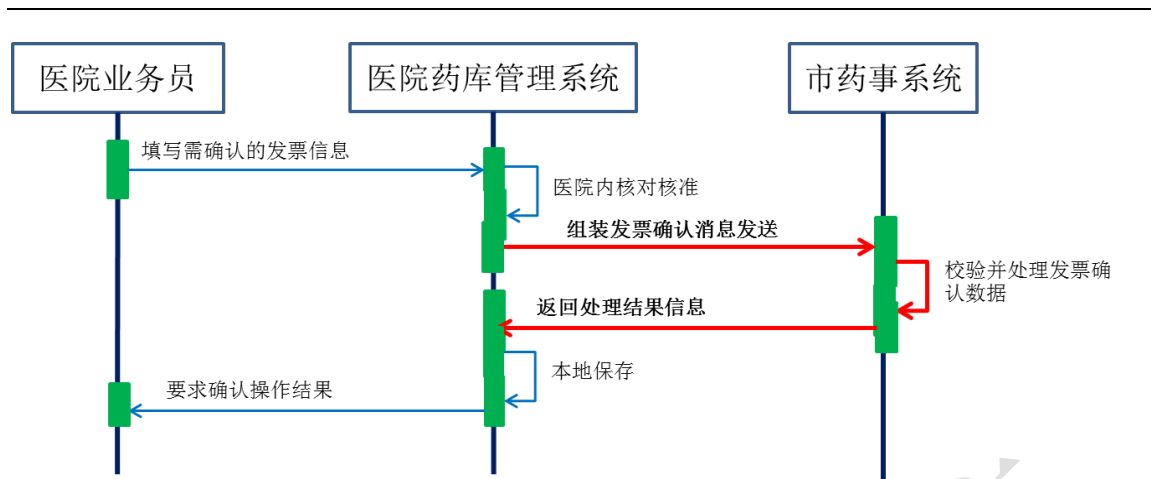 医院业务员
医院药库管理系统
市药事系统
填写需确认的发票信息
医院内核对核准
组装发票确认消息发送
校验并处理发票确
认数据
返回处理结果信息
本地保存
要求确认操作结果